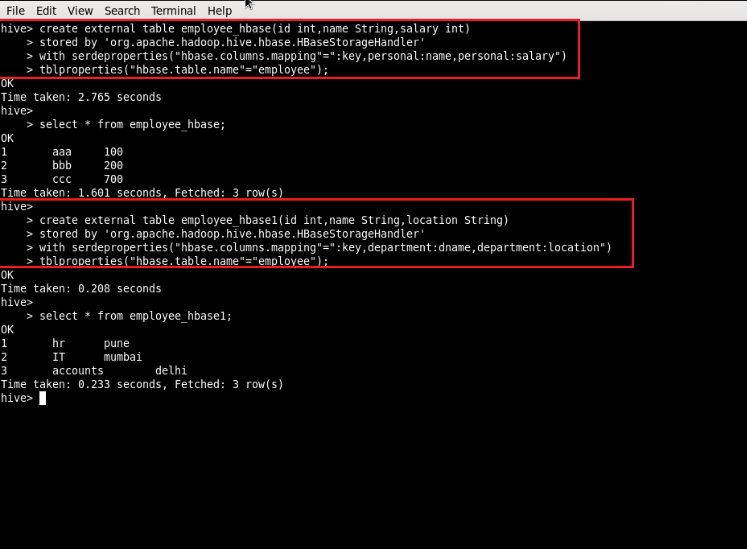 File Edit View Search Terminal Help
hive> create external table employee_hbase(id int,name String,salary int)
    > stored by 'org.apache.hadoop.hive.hbase.HBaseStorageHandler'
    > with serdeproperties("hbase.columns.mapping"=":key,personal:name,personal:salary")
    > tblproperties("hbase.table.name"="employee");
OK
Time taken: 2.765 seconds
hive>
    > select * from employee_hbase;
OK
1       aaa     100
2       bbb     200
3       ccc     700
Time taken: 1.601 seconds, Fetched: 3 row(s)
hive>
    > create external table employee_hbase1(id int,name String,location String)
    > stored by 'org.apache.hadoop.hive.hbase.HBaseStorageHandler'
    > with serdeproperties("hbase.columns.mapping"=":key,department:dname,department:location")
    > tblproperties("hbase.table.name"="employee");
OK
Time taken: 0.208 seconds
hive>
    > select * from employee_hbase1;
OK
1       hr      pune
2       IT      mumbai
3       accounts        delhi
Time taken: 0.233 seconds, Fetched: 3 row(s)
hive>